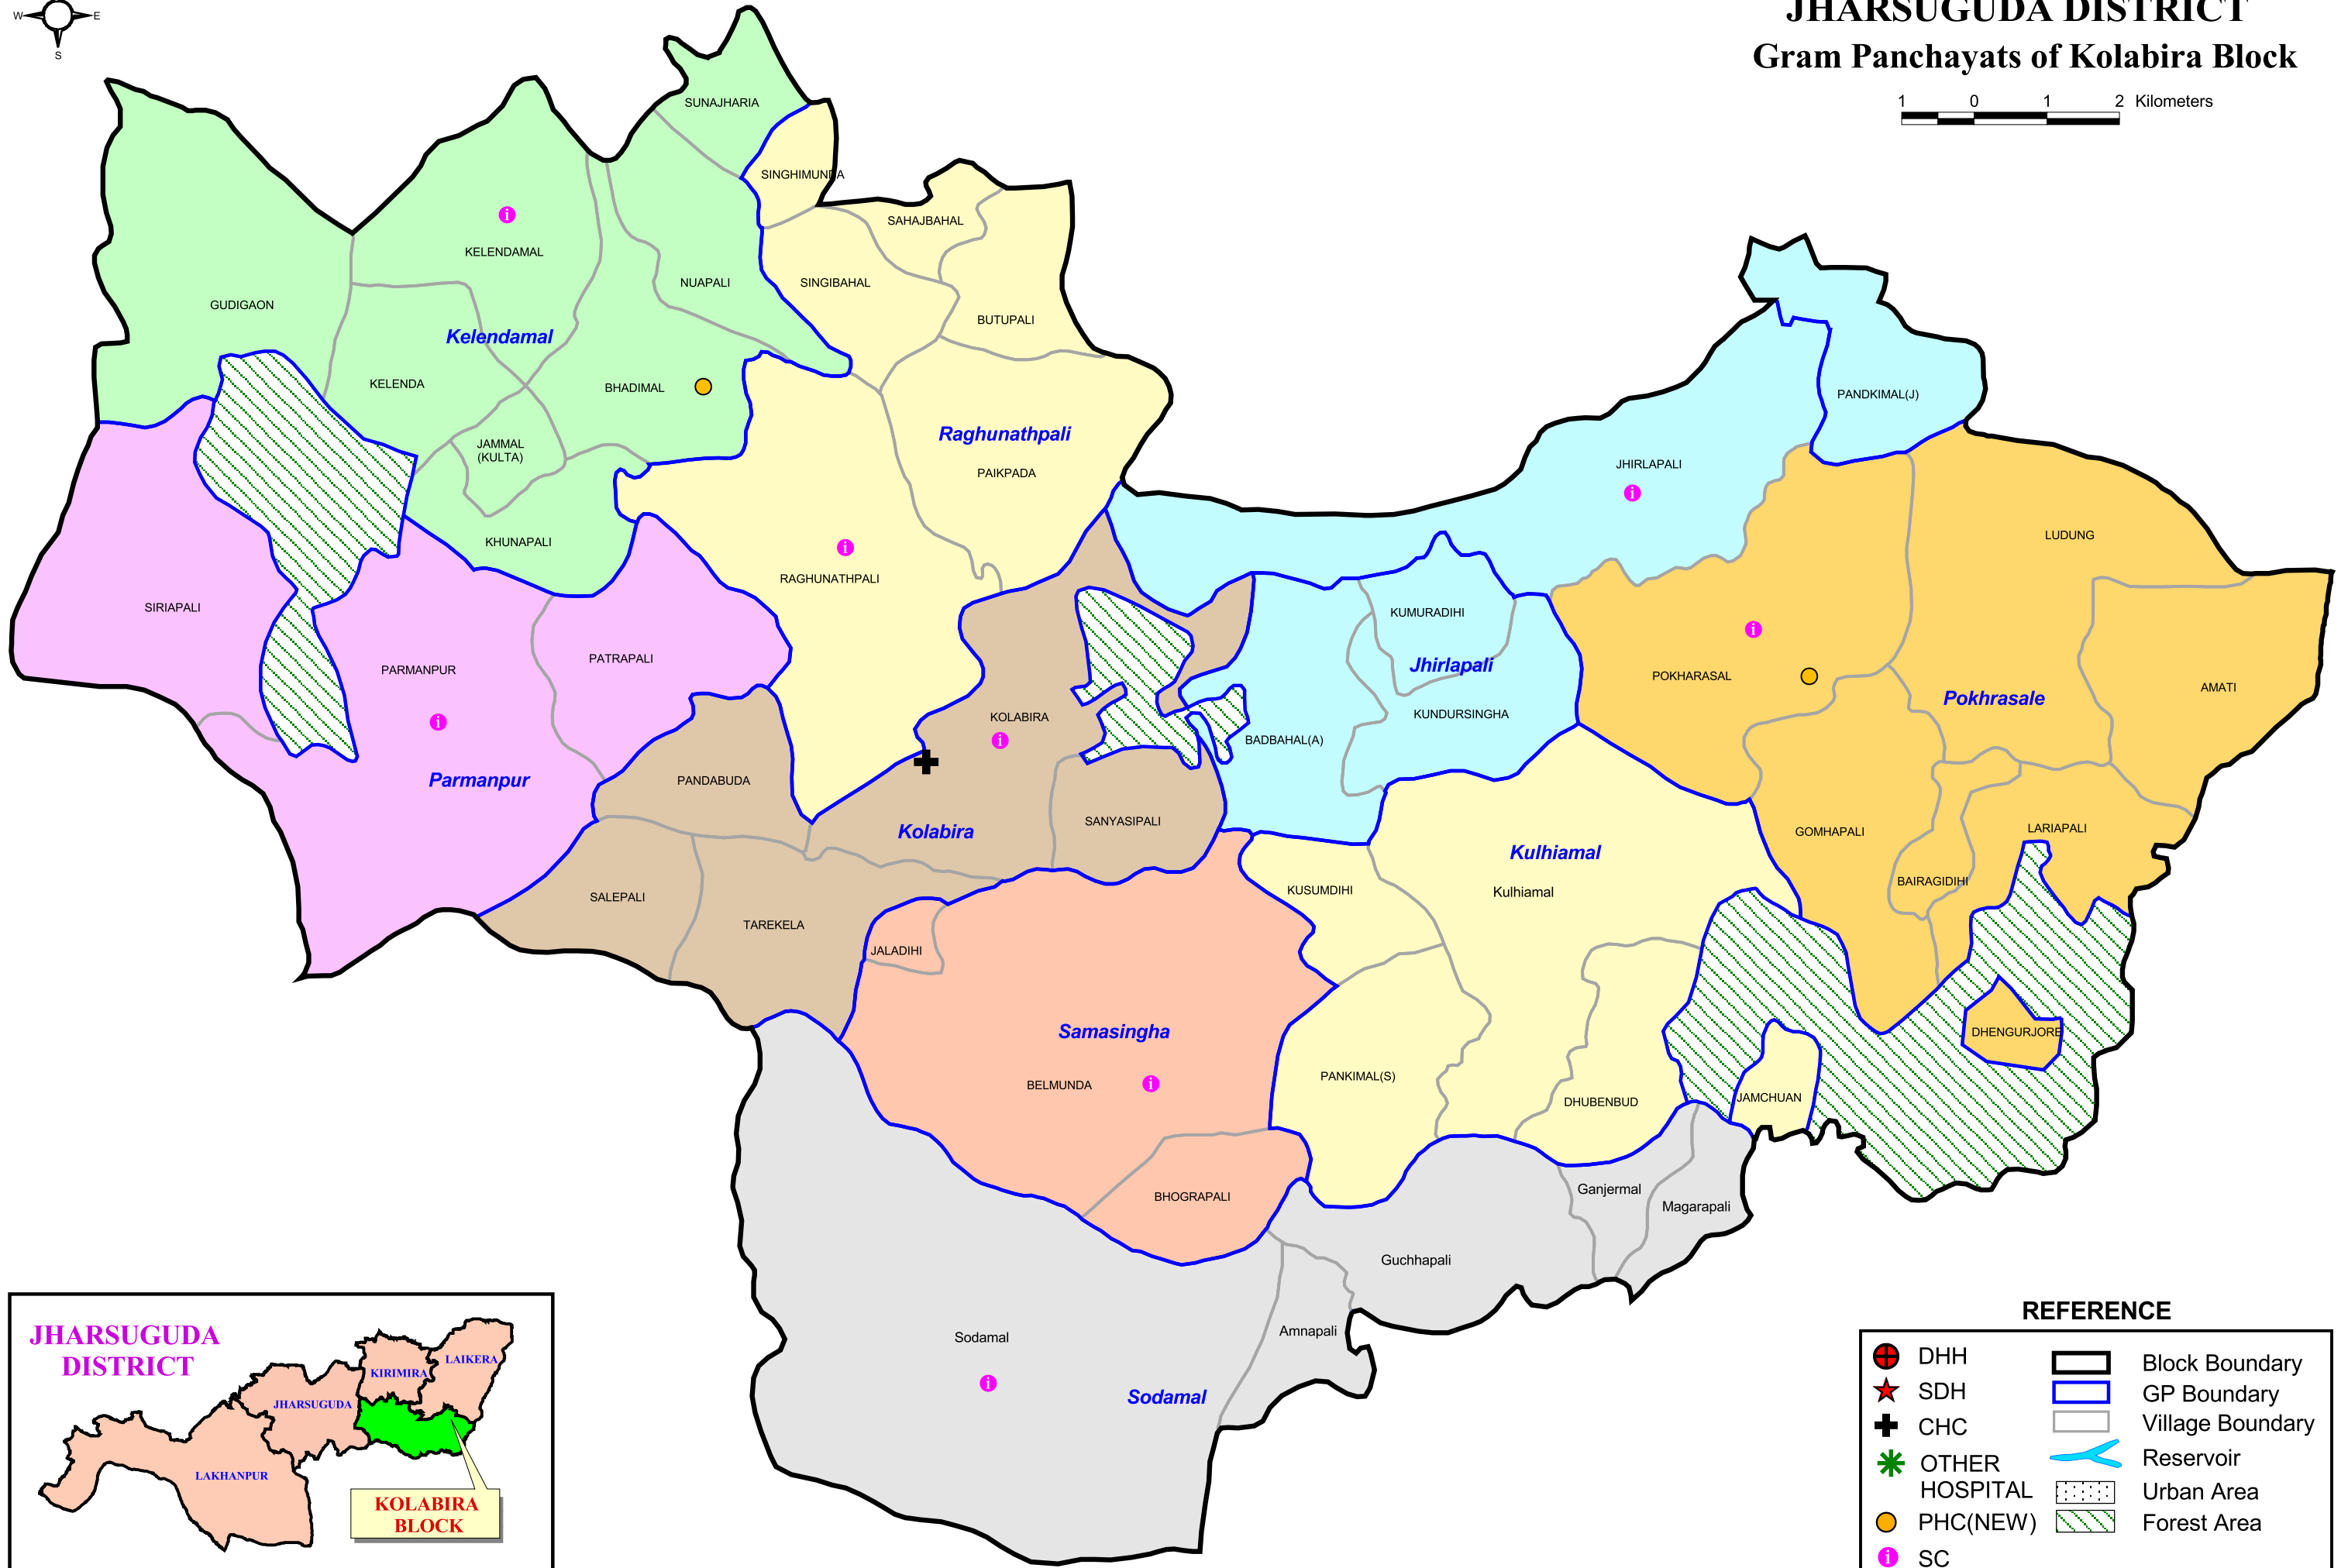 JHARSUGUDA DISTRICT
Gram Panchayats of Kolabira Block
W E
S
1 0 1 2 Kilometers
SUNAJHARIA
SINGHIMUNDA
SAHAJBAHAL
KELENDAMAL
NUAPALI
SINGIBAHAL
GUDIGAON
BUTUPALI
Kelendamal
KELENDA
BHADIMAL
PANDKIMAL(J)
Raghunathpali
JAMMAL
(KULTA)
PAIKPADA
JHIRLAPALI
KHUNAPALI
LUDUNG
RAGHUNATHPALI
SIRIAPALI
KUMURADIHI
PARMANPUR
PATRAPALI
Jhirlapali
POKHARASAL
AMATI
Pokhrasale
KOLABIRA
KUNDURSINGHA
BADBAHAL(A)
Parmanpur
PANDABUDA
SANYASIPALI
Kolabira
GOMHAPALI
LARIAPALI
Kulhiamal
BAIRAGIDIHI
KUSUMDIHI
Kulhiamal
SALEPALI
TAREKELA
JALADIHI
Samasingha
DHENGURJORE
BELMUNDA
PANKIMAL(S)
DHUBENBUD
JAMCHUAN
BHOGRAPALI
Ganjermal
Magarapali
Guchhapali
Amnapali
Sodamal
Sodamal
JHARSUGUDA
DISTRICT
LAIKERA
KIRIMIRA
JHARSUGUDA
LAKHANPUR
KOLABIRA
BLOCK
REFERENCE
DHH
SDH
CHC
OTHER
HOSPITAL
PHC(NEW)
SC
Block Boundary
GP Boundary
Village Boundary
Reservoir
Urban Area
Forest Area